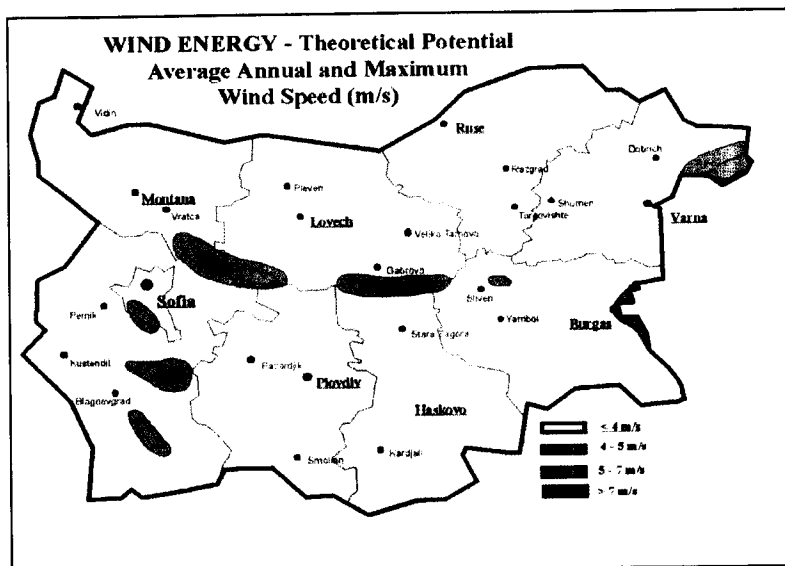 WIND ENERGY - Theoretical Potential
Average Annual and Maximum
Wind Speed (m/s)
Vidin
Ruse
Dobrich
Razgrad
Montana
Pleven
Vratca
Lovech
Shumen
Targovishte
Varna
Veliko Tarnovo
Gabrovo
Sofia
Sliven
Pernik
Yambol
Burgas
Stara Zagora
Kustendil
Pazardjik
Plovdiv
Blagoevgrad
Haskovo
≤ 4 m/s
4 - 5 m/s
5 - 7 m/s
> 7 m/s
Smolian
Kardjali